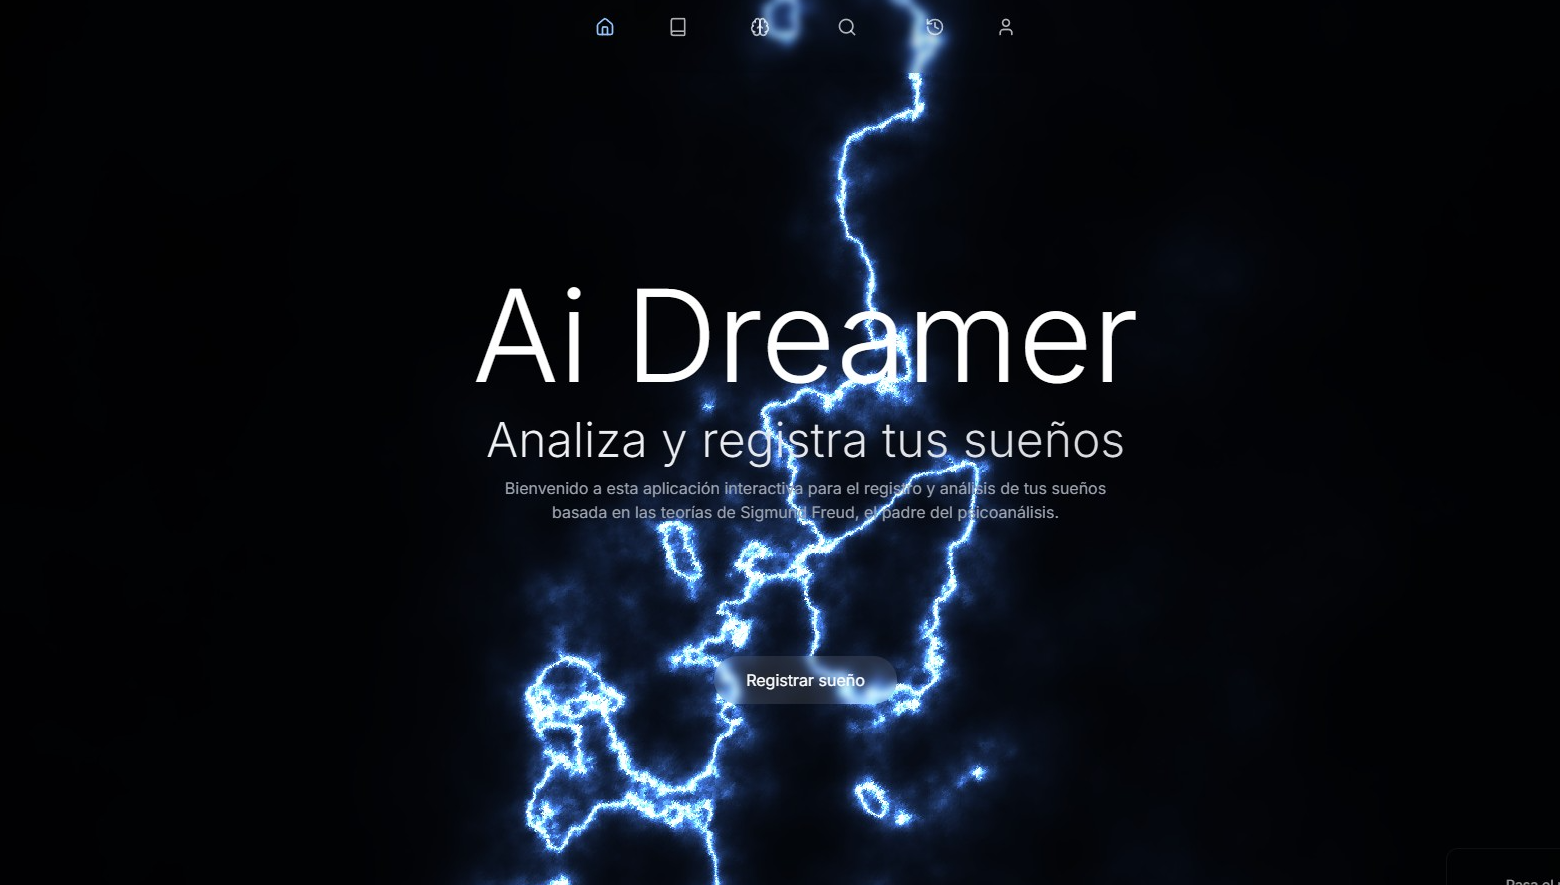 Ai Dreamer
Analiza y registra tus sueños
Bienvenido a esta aplicación interactiva para el registro y análisis de tus sueños
basada en las teorías de Sigmund Freud, el padre del psicoanálisis.
Registrar sueño